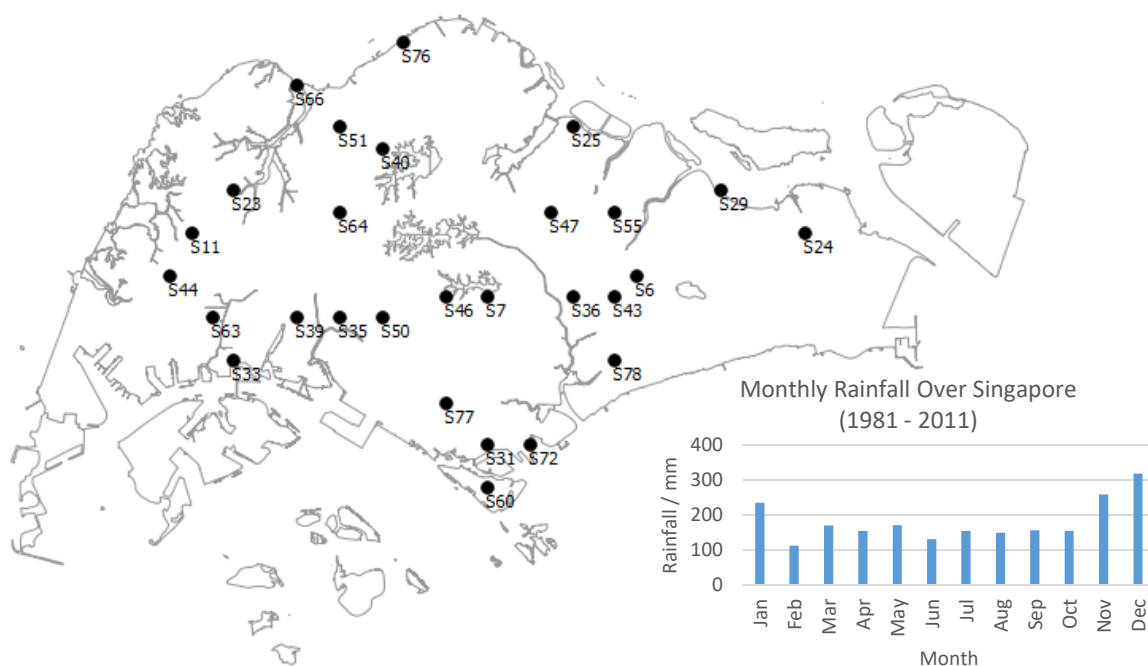 S76
S66
S51
S25
S40
S23
S29
S64
S47
S55
S11
S24
S44
S6
S46
S7
S36
S43
S63
S39
S35
S50
S33
S78
S77
S31
S72
S60
Monthly Rainfall Over Singapore
(1981 - 2011)
Rainfall / mm
400
300
200
100
0
Jan
Feb
Mar
Apr
May
Jun
Jul
Aug
Sep
Oct
Nov
Dec
Month